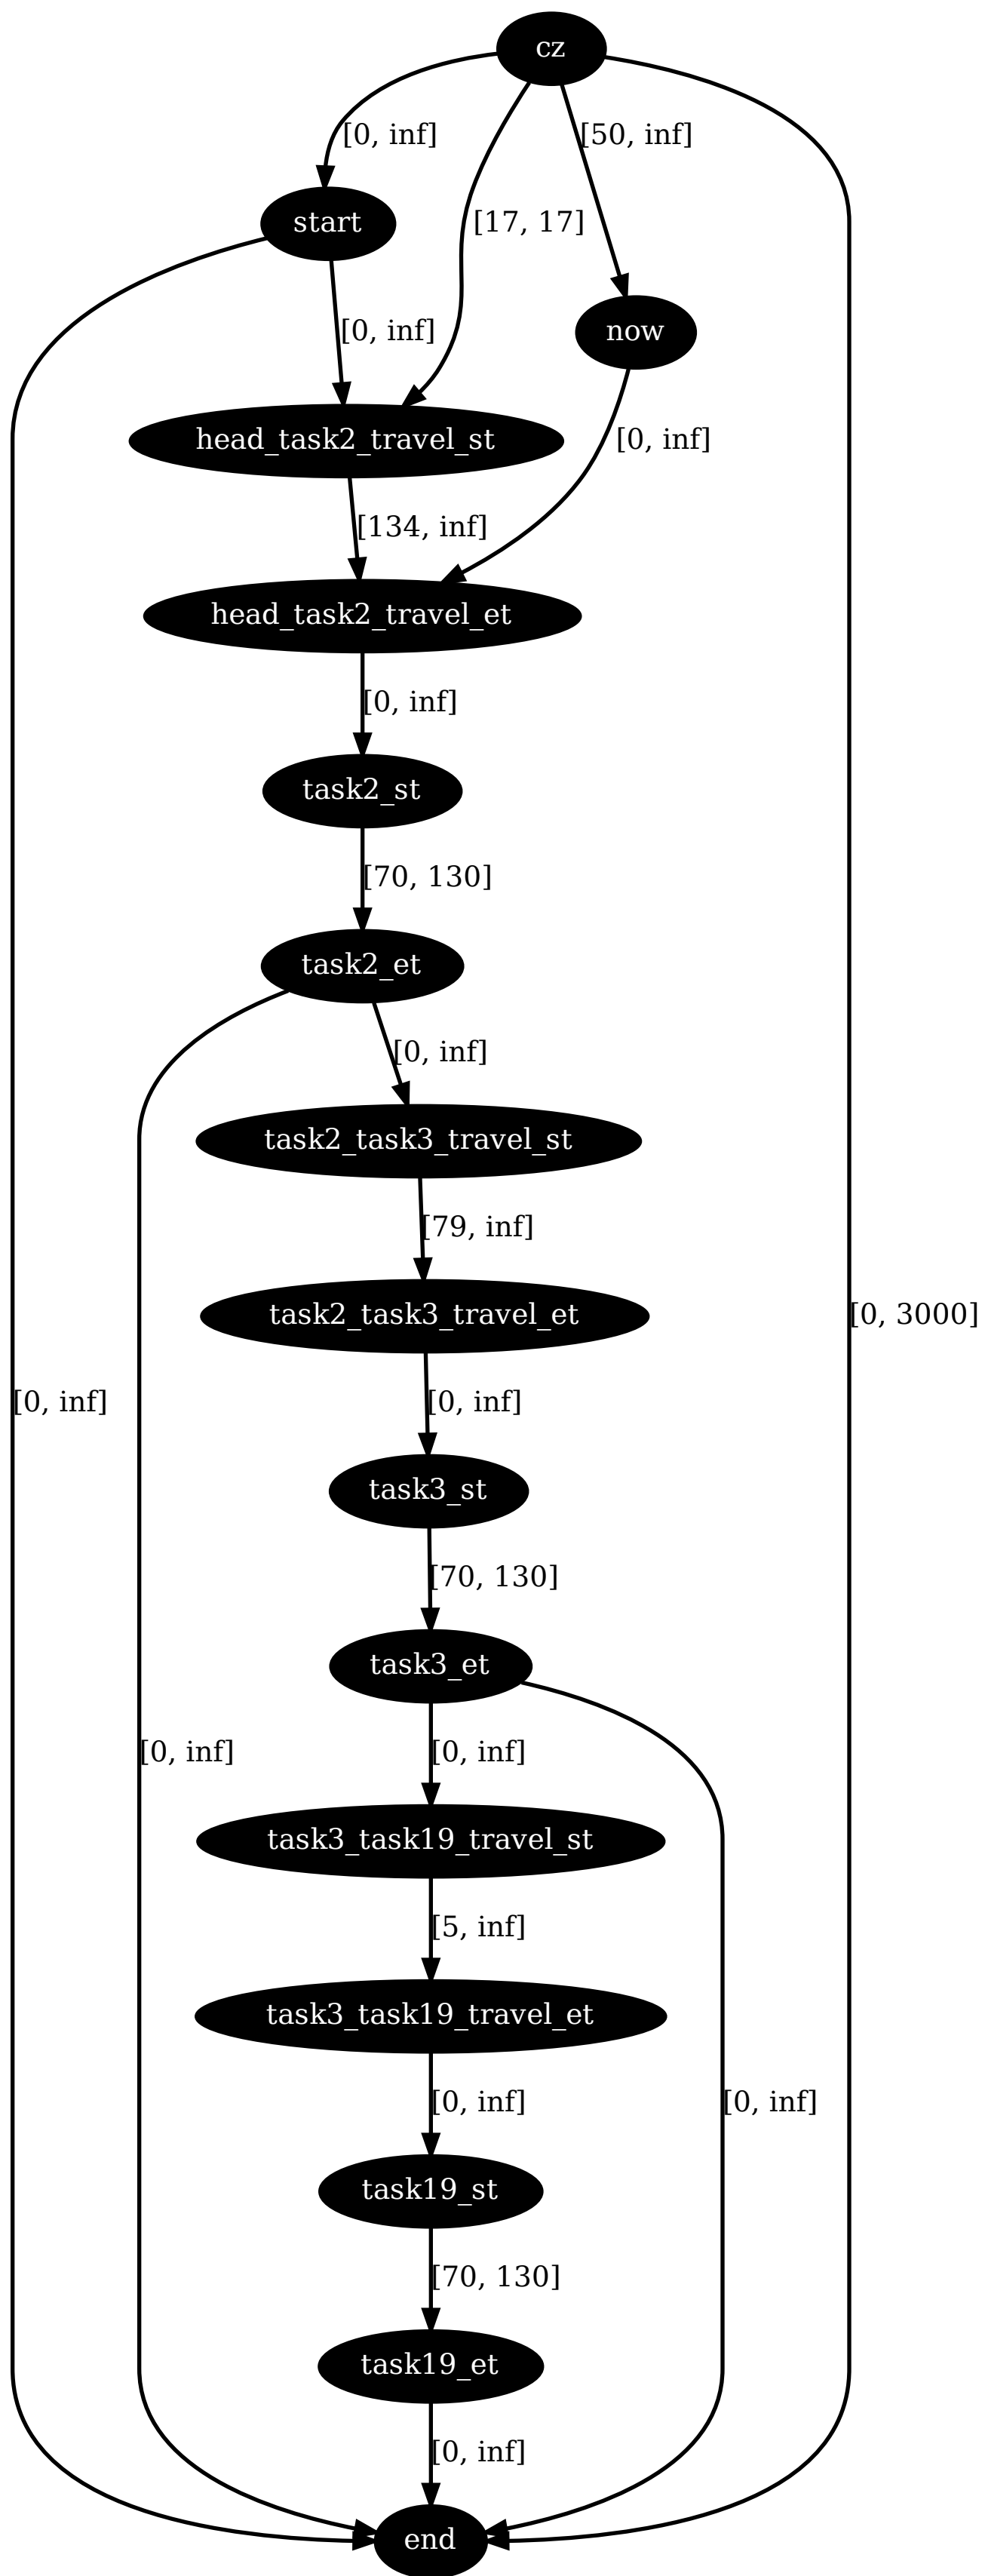 cz
[0, inf]
[50, inf]
start
[17, 17]
[0, inf]
now
head_task2_travel_st
[0, inf]
[134, inf]
head_task2_travel_et
[0, inf]
task2_st
[70, 130]
task2_et
[0, inf]
task2_task3_travel_st
[79, inf]
task2_task3_travel_et
[0, 3000]
[0, inf]
[0, inf]
task3_st
[70, 130]
task3_et
[0, inf]
[0, inf]
task3_task19_travel_st
[5, inf]
task3_task19_travel_et
[0, inf]
[0, inf]
task19_st
[70, 130]
task19_et
[0, inf]
end